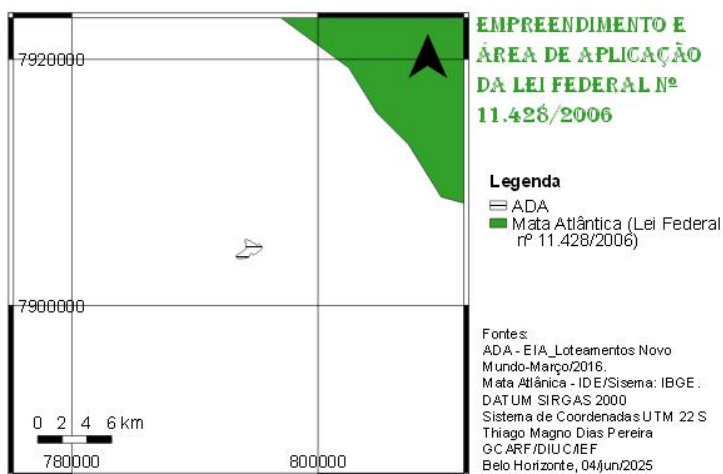 EMPREENDIMENTO E
ÁREA DE APLICAÇÃO
DA LEI FEDERAL Nº
11.428/2006
7920000
7900000
0 2 4 6 km
780000
800000
Legenda
ADA
Mata Atlântica (Lei Federal
nº 11.428/2006)
Fontes:
ADA - EIA_Loteamentos Novo
Mundo-Março/2016.
Mata Atlânica - IDE/Sisema: IBGE.
DATUM SIRGAS 2000
Sistema de Coordenadas UTM 22 S
Thiago Magno Dias Pereira
GCARF/DIUC/IEF
Belo Horizonte, 04/jun/2025